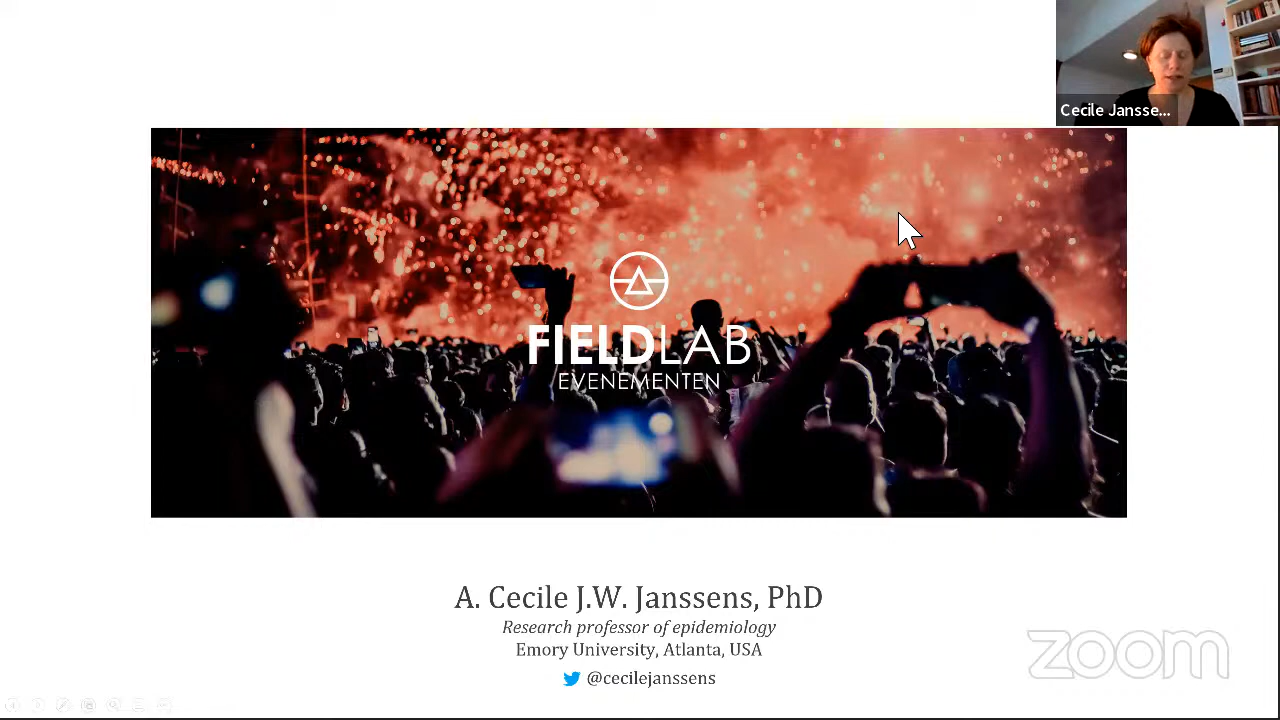 Cecile Jansse...
FIELDLAB
EVENEMENTEN
A. Cecile J.W. Janssens, PhD
Research professor of epidemiology
Emory University, Atlanta, USA
@cecilejanssens
zoom